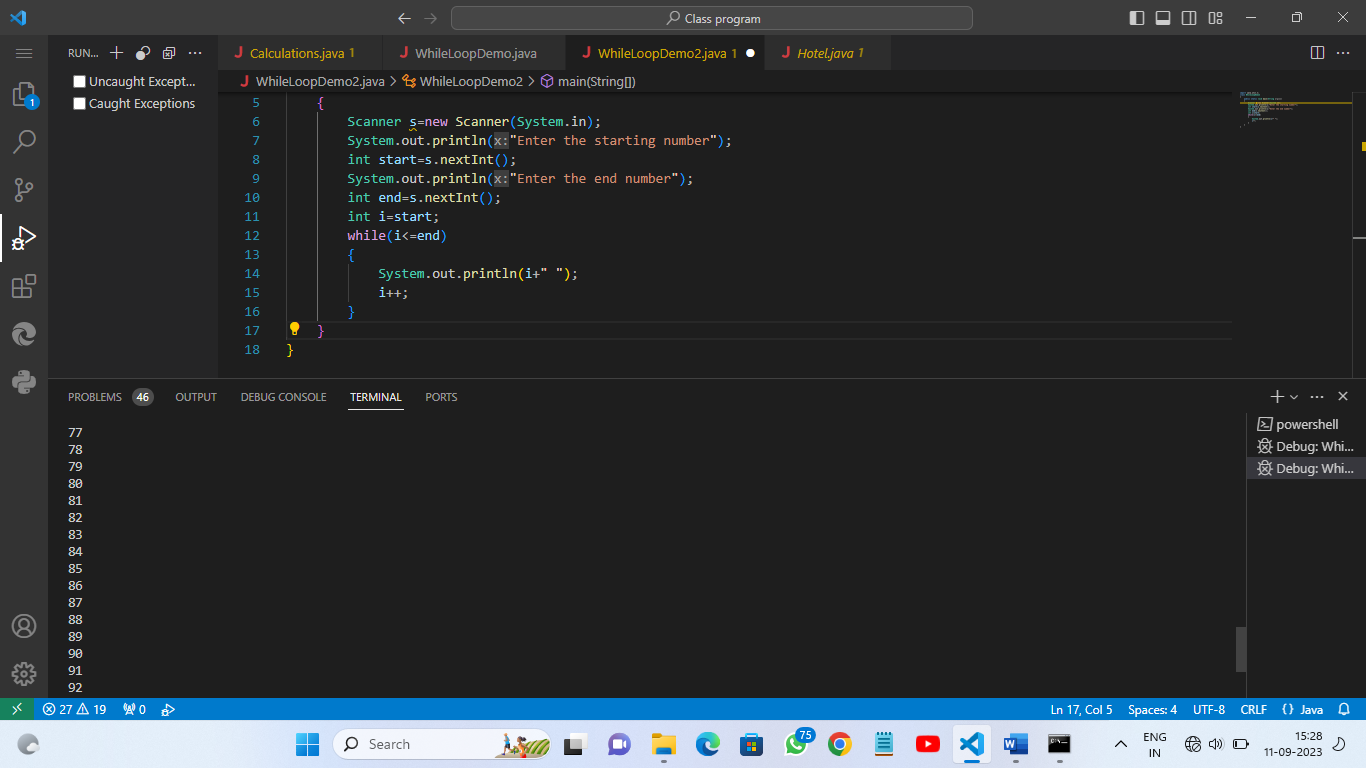 Class program
RUN...
Calculations.java 1
WhileLoopDemo.java
WhileLoopDemo2.java 1
Hotel.java 1
Uncaught Except...
Caught Exceptions
WhileLoopDemo2.java > WhileLoopDemo2 > main(String[])
5 {
6 Scanner s=new Scanner(System.in);
7 System.out.println(x:"Enter the starting number");
8 int start=s.nextInt();
9 System.out.println(x:"Enter the end number");
10 int end=s.nextInt();
11 int i=start;
12 while(i<=end)
13 {
14 System.out.println(i+" ");
15 i++;
16 }
17 }
18 }
1
PROBLEMS 46 OUTPUT DEBUG CONSOLE TERMINAL PORTS
77
78
79
80
81
82
83
84
85
86
87
88
89
90
91
92
powershell
Debug: Whi...
Debug: Whi...
27 19 0
Ln 17, Col 5 Spaces: 4 UTF-8 CRLF {} Java
Search
75
ENG
IN
15:28
11-09-2023